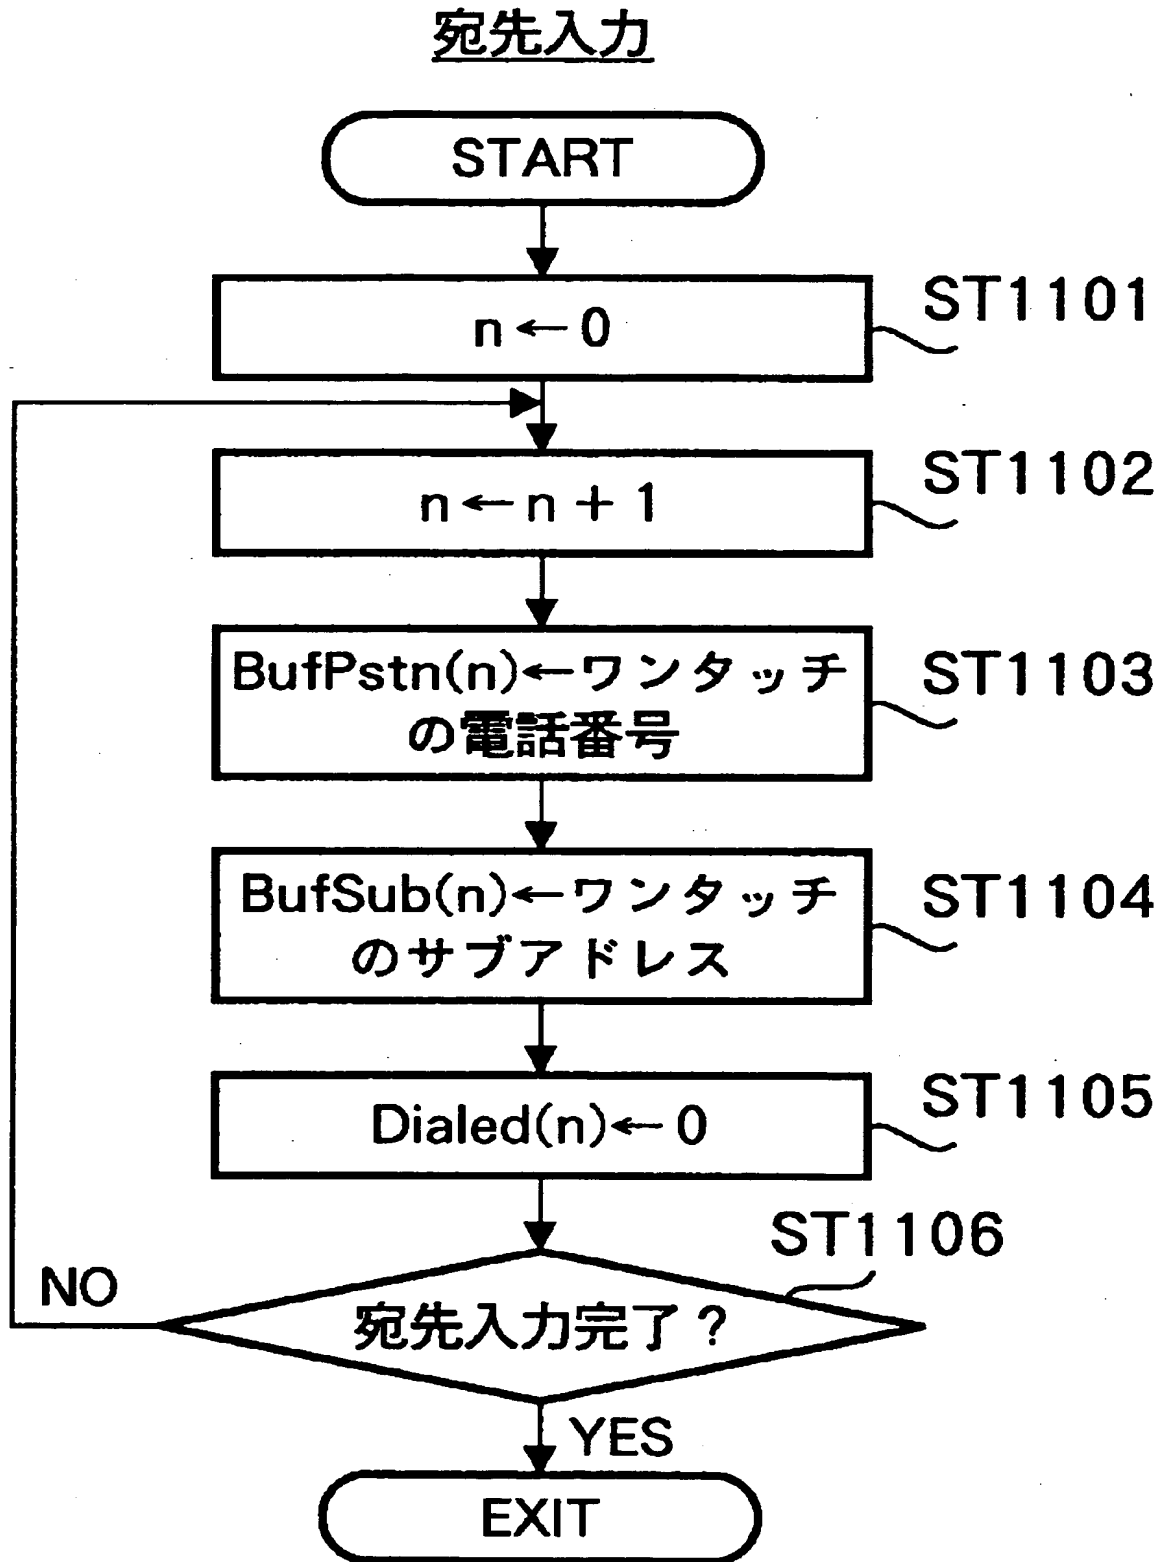 宛先入力
START
n←0
ST1101
n←n+1
ST1102
BufPstn(n)←ワンタッチ
の電話番号
ST1103
BufSub(n)←ワンタッチ
のサブアドレス
ST1104
Dialed(n)←0
ST1105
ST1106
宛先入力完了？
NO
YES
EXIT